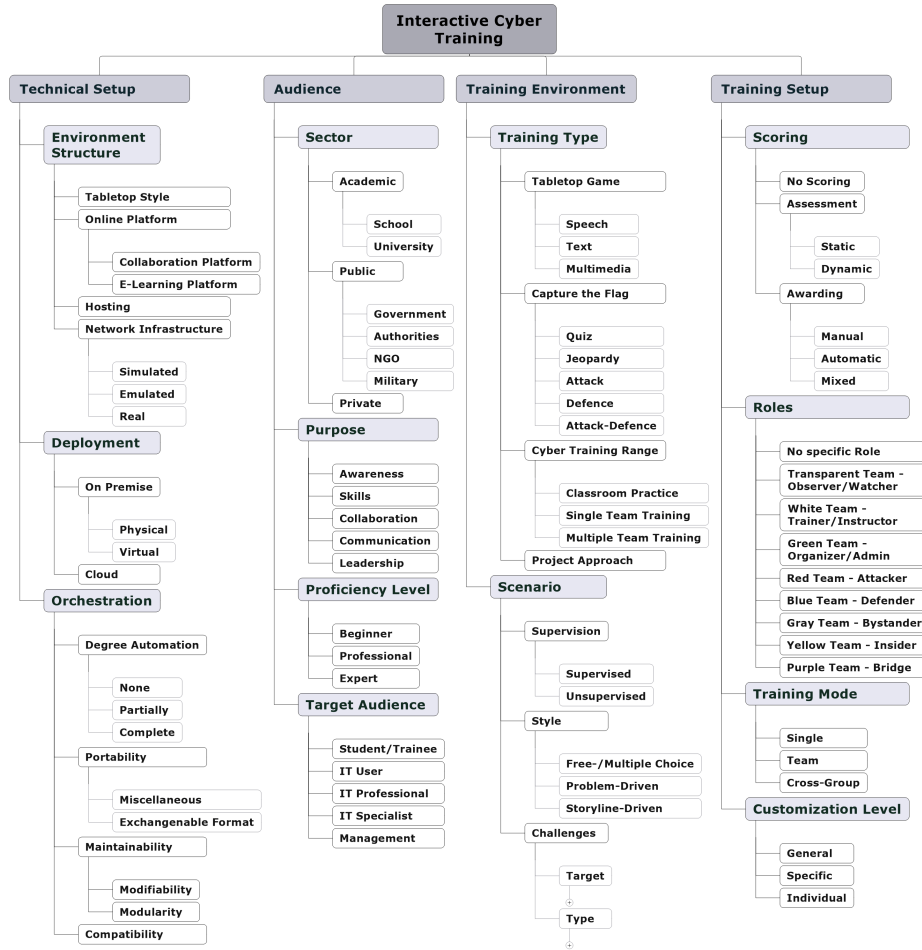 Interactive Cyber
Training
Technical Setup
Environment
Structure
Tabletop Style
Online Platform
Collaboration Platform
E-Learning Platform
Hosting
Network Infrastructure
Simulated
Emulated
Real
Deployment
On Premise
Physical
Virtual
Cloud
Orchestration
Degree Automation
None
Partially
Complete
Portability
Miscellaneous
Exchangenable Format
Maintainability
Modifiability
Modularity
Compatibility
Audience
Sector
Academic
School
University
Public
Government
Authorities
NGO
Military
Private
Purpose
Awareness
Skills
Collaboration
Communication
Leadership
Proficiency Level
Beginner
Professional
Expert
Target Audience
Student/Trainee
IT User
IT Professional
IT Specialist
Management
Training Environment
Training Type
Tabletop Game
Speech
Text
Multimedia
Capture the Flag
Quiz
Jeopardy
Attack
Defence
Attack-Defence
Cyber Training Range
Classroom Practice
Single Team Training
Multiple Team Training
Project Approach
Scenario
Supervision
Supervised
Unsupervised
Style
Free-/Multiple Choice
Problem-Driven
Storyline-Driven
Challenges
Target
Type
Training Setup
Scoring
No Scoring
Assessment
Static
Dynamic
Awarding
Manual
Automatic
Mixed
Roles
No specific Role
Transparent Team -
Observer/Watcher
White Team -
Trainer/Instructor
Green Team -
Organizer/Admin
Red Team - Attacker
Blue Team - Defender
Gray Team - Bystander
Yellow Team - Insider
Purple Team - Bridge
Training Mode
Single
Team
Cross-Group
Customization Level
General
Specific
Individual